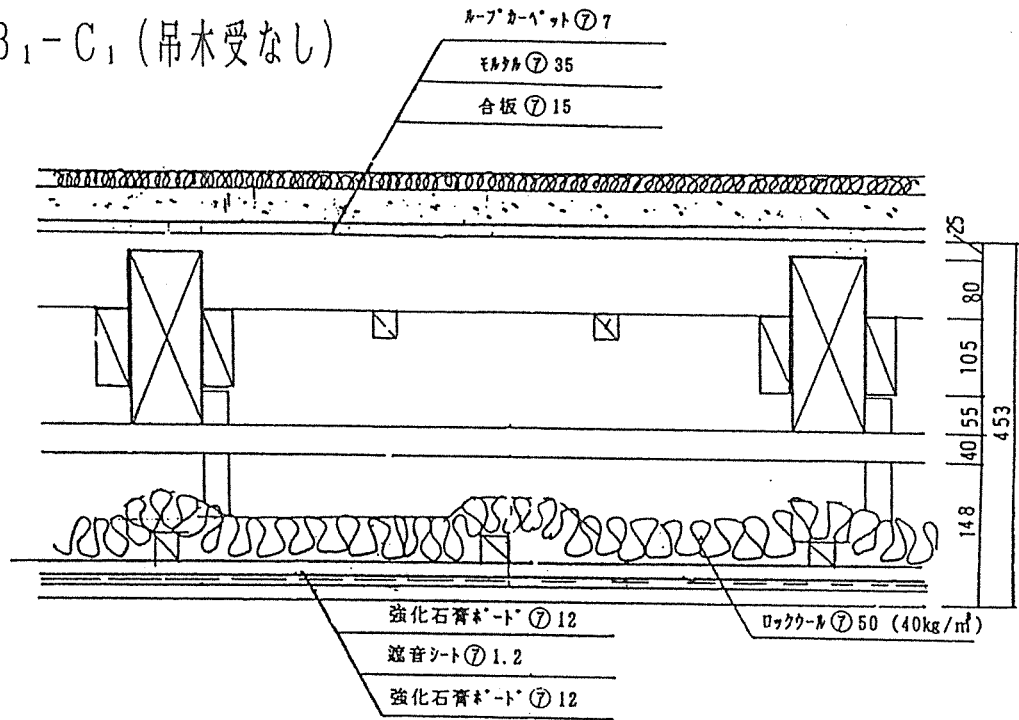 B₁-C₁ (吊木受なし)
ループカーペット⑦7
モルタル⑦35
合板⑦15
25
80
105
55
40
148
453
強化石膏ボード⑦12
遮音シート⑦1.2
強化石膏ボード⑦12
ロックウール⑦50 (40kg/㎥)